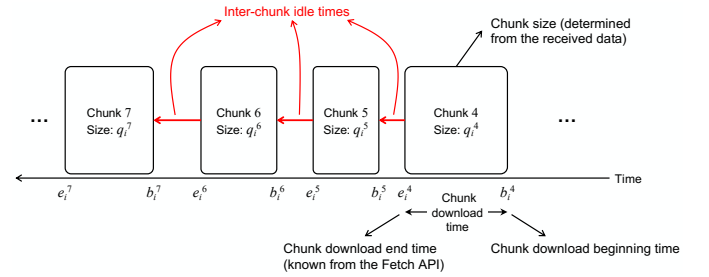 Inter-chunk idle times
Chunk size (determined
from the received data)
...
Chunk 7
Size: q_i^7
Chunk 6
Size: q_i^6
Chunk 5
Size: q_i^5
Chunk 4
Size: q_i^4
...
Time
e_i^7
b_i^7
e_i^6
b_i^6
e_i^5
b_i^5
e_i^4
b_i^4
Chunk
download
time
Chunk download end time
(known from the Fetch API)
Chunk download beginning time